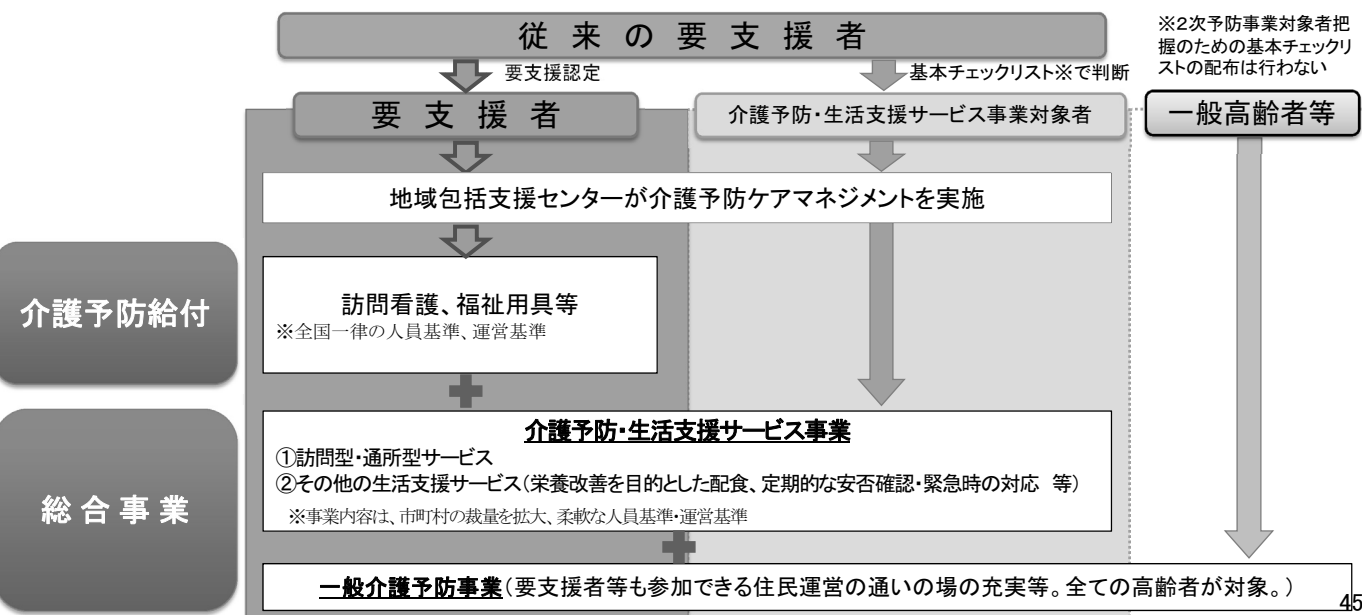 従来の要支援者
※2次予防事業対象者把
握のための基本チェックリ
ストの配布は行わない
要支援認定
基本チェックリスト※で判断
要支援者
介護予防・生活支援サービス事業対象者
一般高齢者等
地域包括支援センターが介護予防ケアマネジメントを実施
介護予防給付
訪問看護、福祉用具等
※全国一律の人員基準、運営基準
総合事業
介護予防・生活支援サービス事業
①訪問型・通所型サービス
②その他の生活支援サービス(栄養改善を目的とした配食、定期的な安否確認・緊急時の対応 等)
※事業内容は、市町村の裁量を拡大、柔軟な人員基準・運営基準
一般介護予防事業(要支援者等も参加できる住民運営の通いの場の充実等。全ての高齢者が対象。)
45